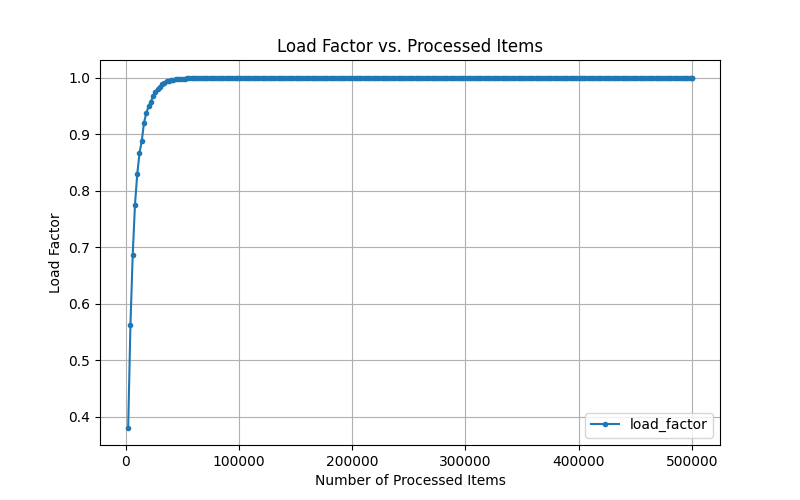 Load Factor vs. Processed Items
1.0
0.9
0.8
0.7
0.6
0.5
0.4
Load Factor
load_factor
0 100000 200000 300000 400000 500000
Number of Processed Items